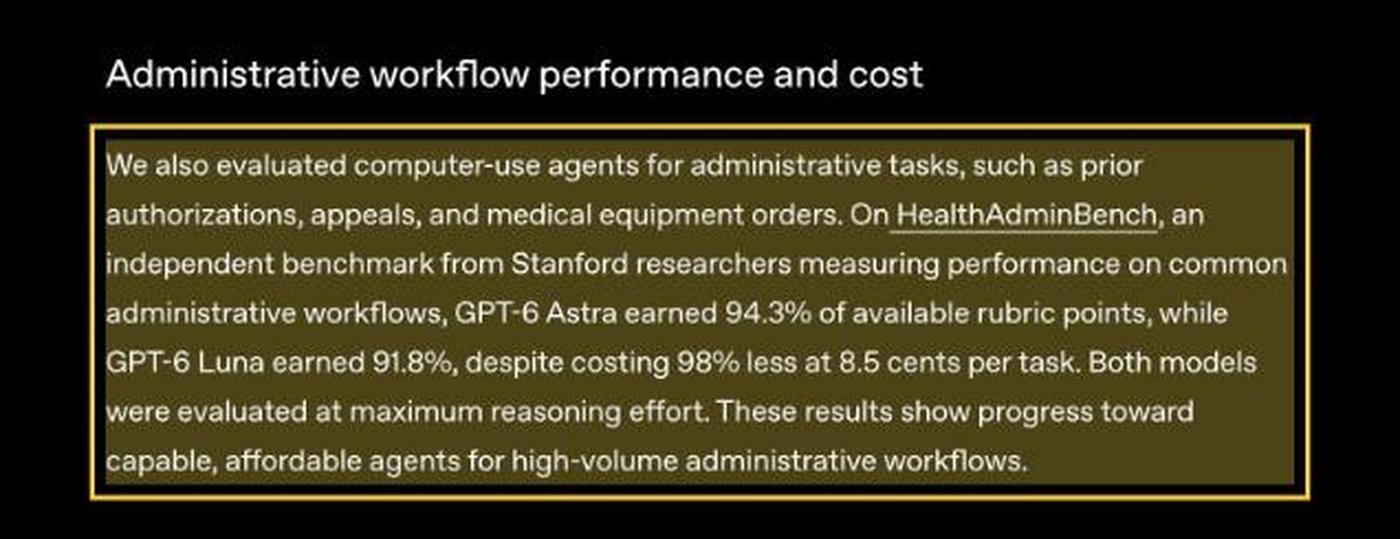 Administrative workflow performance and cost
We also evaluated computer-use agents for administrative tasks, such as prior
authorizations, appeals, and medical equipment orders. On HealthAdminBench, an
independent benchmark from Stanford researchers measuring performance on common
administrative workflows, GPT-6 Astra earned 94.3% of available rubric points, while
GPT-6 Luna earned 91.8%, despite costing 98% less at 8.5 cents per task. Both models
were evaluated at maximum reasoning effort. These results show progress toward
capable, affordable agents for high-volume administrative workflows.